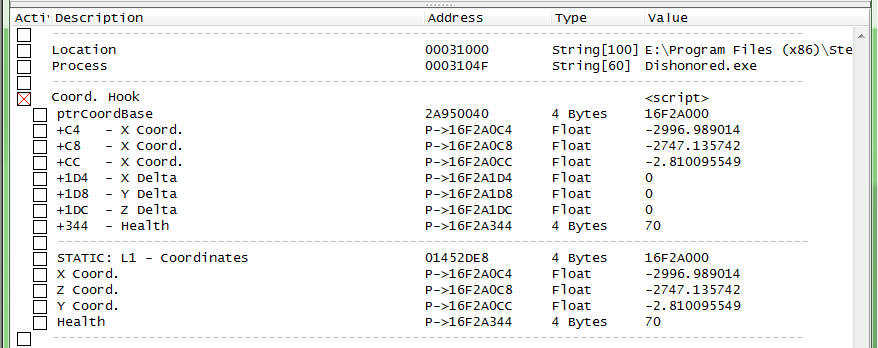 Acti Description Address Type Value
Location 00031000 String[100] E:\Program Files (x86)\Ste
Process 0003104F String[60] Dishonored.exe
Coord. Hook <script>
ptrCoordBase 2A950040 4 Bytes 16F2A000
+C4 - X Coord. P->16F2A0C4 Float -2996.989014
+C8 - X Coord. P->16F2A0C8 Float -2747.135742
+CC - X Coord. P->16F2A0CC Float -2.810095549
+1D4 - X Delta P->16F2A1D4 Float 0
+1D8 - Y Delta P->16F2A1D8 Float 0
+1DC - Z Delta P->16F2A1DC Float 0
+344 - Health P->16F2A344 4 Bytes 70
STATIC: L1 - Coordinates 01452DE8 4 Bytes 16F2A000
X Coord. P->16F2A0C4 Float -2996.989014
Z Coord. P->16F2A0C8 Float -2747.135742
Y Coord. P->16F2A0CC Float -2.810095549
Health P->16F2A344 4 Bytes 70